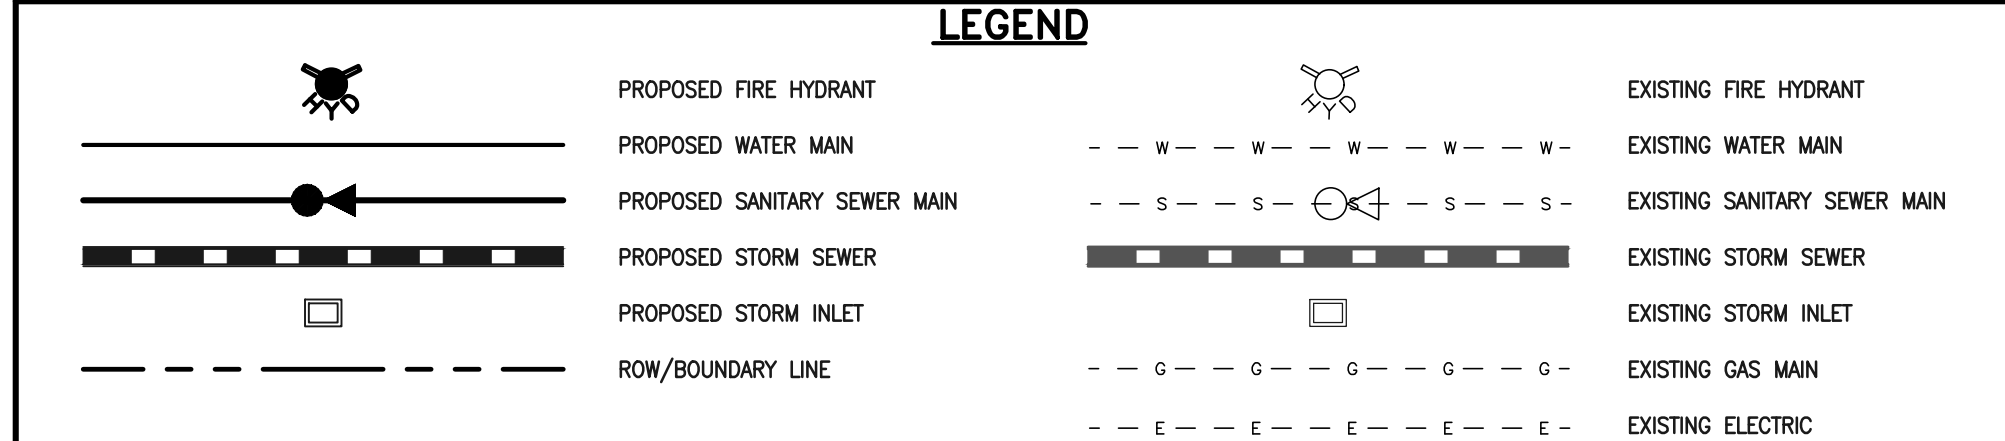 LEGEND
HYD PROPOSED FIRE HYDRANT
PROPOSED WATER MAIN
PROPOSED SANITARY SEWER MAIN
PROPOSED STORM SEWER
PROPOSED STORM INLET
ROW/BOUNDARY LINE
HYD EXISTING FIRE HYDRANT
W W W W W EXISTING WATER MAIN
S S S S S EXISTING SANITARY SEWER MAIN
EXISTING STORM SEWER
EXISTING STORM INLET
G G G G G EXISTING GAS MAIN
E E E E E EXISTING ELECTRIC